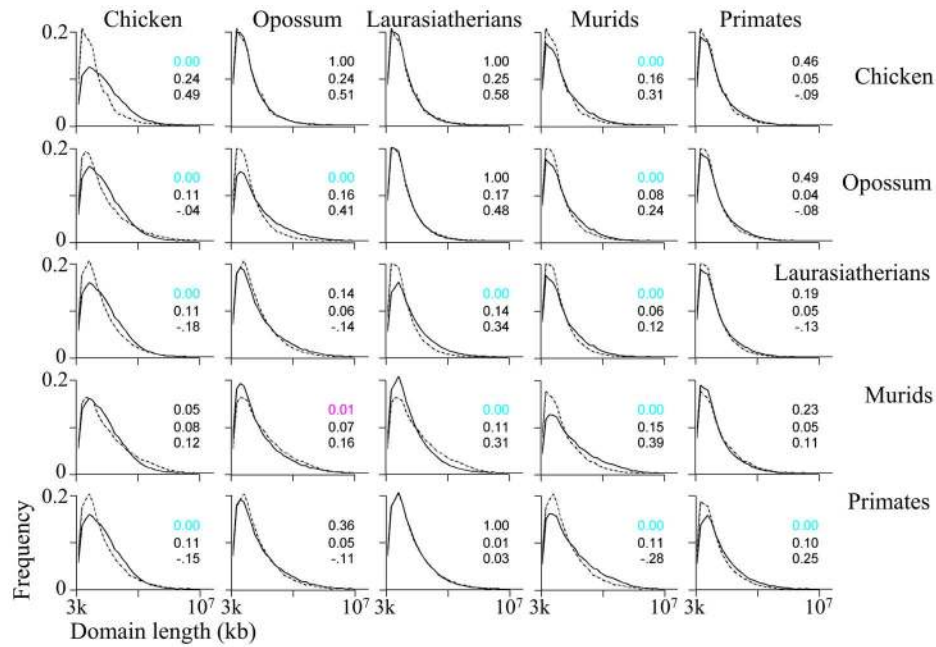 Chicken Opossum Laurasiatherians Murids Primates
0.2 0.00 1.00 1.00 0.00 0.46
0.24 0.24 0.25 0.16 0.05 Chicken
0.49 0.51 0.58 0.31 -.09
0
0.2 0.00 0.00 1.00 0.00 0.49
0.11 0.16 0.17 0.08 0.04 Opossum
-.04 0.41 0.48 0.24 -.08
0
Laurasiatherians
0.2 0.00 0.14 0.00 0.00 0.19
0.11 0.06 0.14 0.06 0.05
-.18 -.14 0.34 0.12 -.13
0
0.2 Murids
0.05 0.01 0.00 0.00 0.23
0.08 0.07 0.11 0.15 0.05
0.12 0.16 0.31 0.39 0.11
0
0.2 Primates
0.00 0.36 1.00 0.00 0.00
0.11 0.05 0.01 0.11 0.10
-.15 -.11 0.03 -.28 0.25
Frequency
0
3k 10⁷ 3k 10⁷ 3k 10⁷ 3k 10⁷ 3k 10⁷
Domain length (kb)